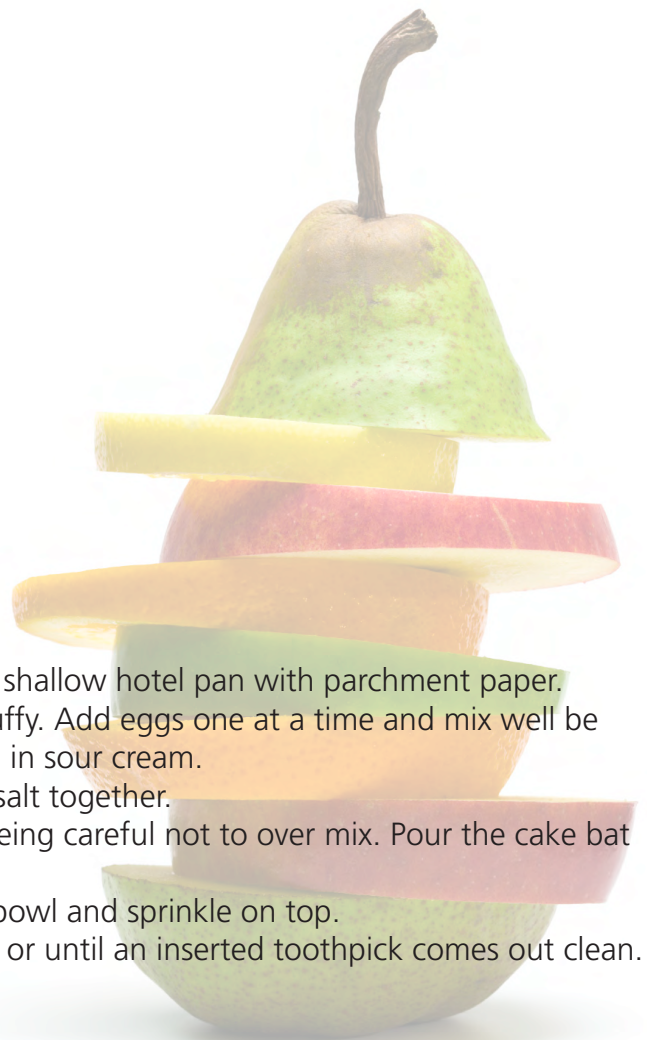 shallow hotel pan with parchment paper.
uffy. Add eggs one at a time and mix well be
in sour cream.
salt together.
eing careful not to over mix. Pour the cake bat
bowl and sprinkle on top.
or until an inserted toothpick comes out clean.